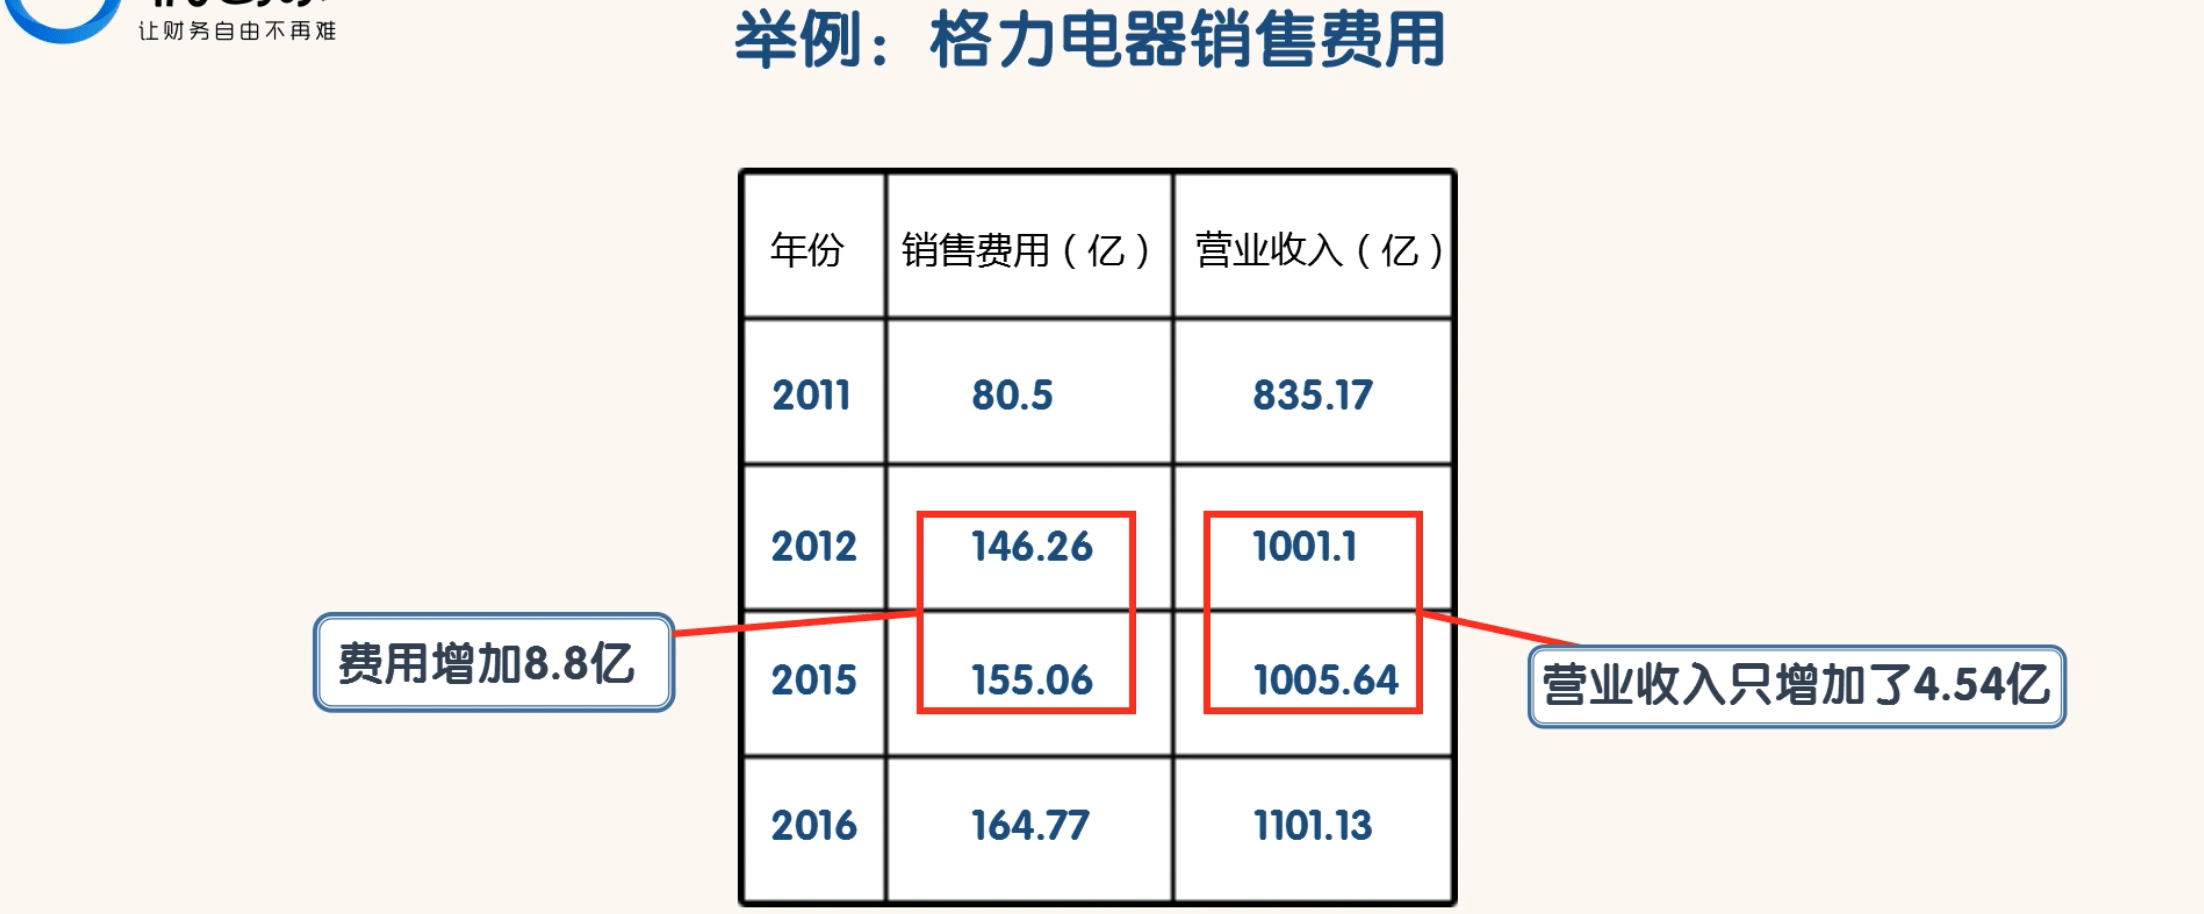 让财务自由不再难
举例：格力电器销售费用
年份 销售费用（亿） 营业收入（亿）
2011 80.5 835.17
2012 146.26 1001.1
费用增加8.8亿
2015 155.06 1005.64
营业收入只增加了4.54亿
2016 164.77 1101.13